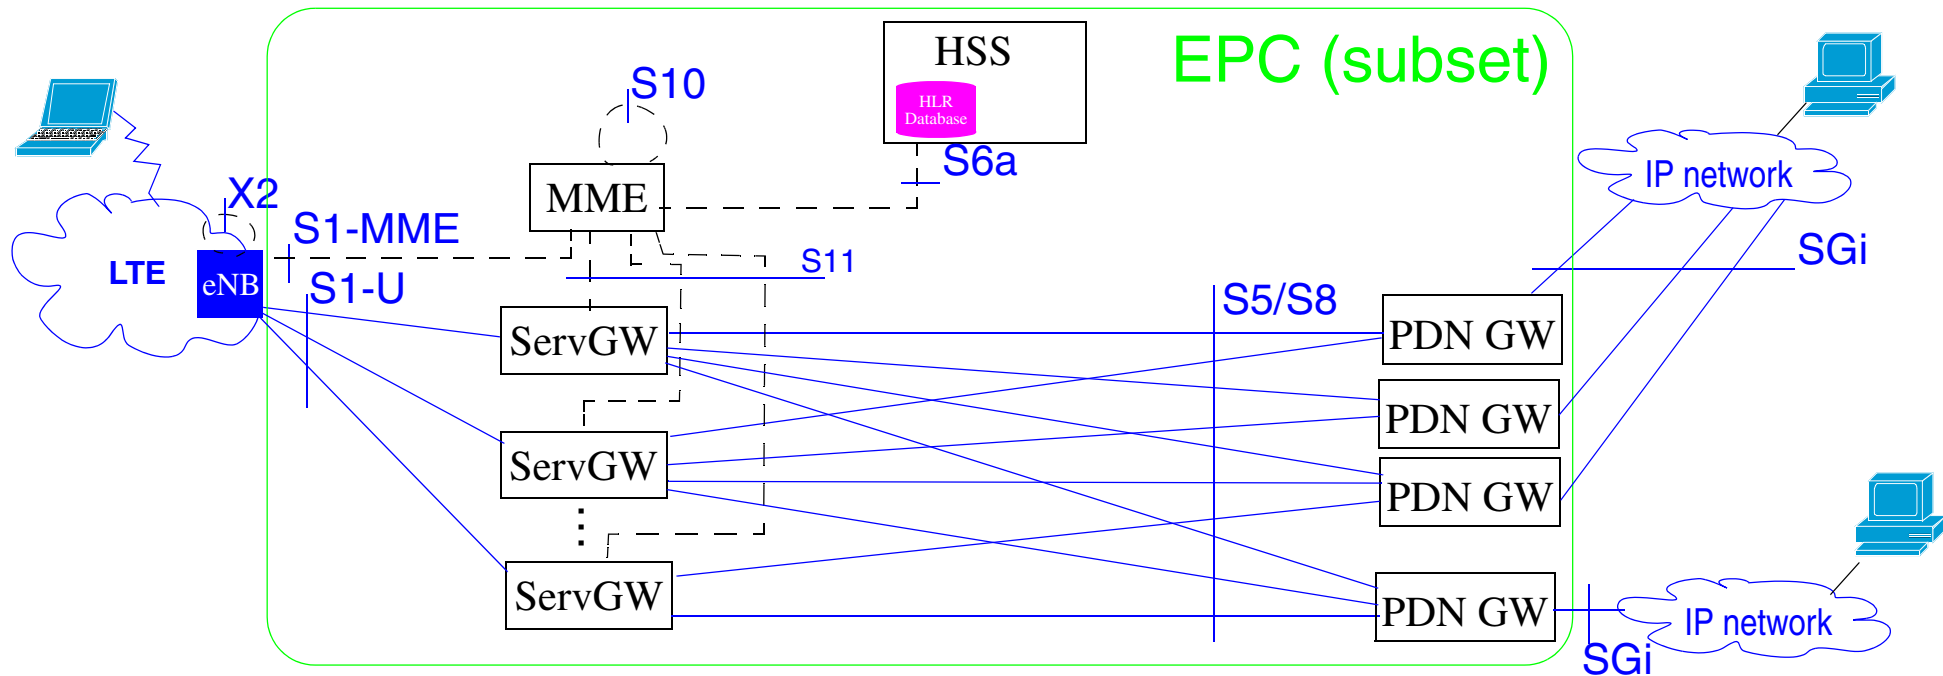 EPC (subset)
HSS
HLR
Database
S10
S6a
IP network
X2
MME
S1-MME
SGi
S11
LTE
eNB
S1-U
S5/S8
ServGW
PDN GW
PDN GW
ServGW
PDN GW
ServGW
PDN GW
IP network
SGi